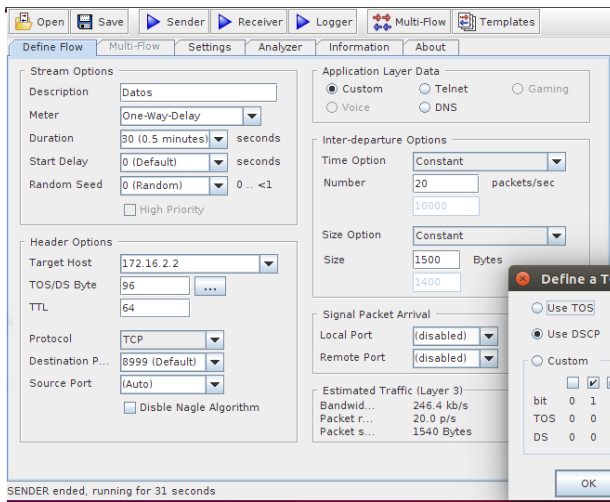 Open Save Sender Receiver Logger Multi-Flow Templates
Define Flow Multi-Flow Settings Analyzer Information About
Stream Options
Description Datos
Meter One-Way-Delay
Duration 30 (0.5 minutes) seconds
Start Delay 0 (Default) seconds
Random Seed 0 (Random) 0 .. <1
High Priority
Header Options
Target Host 172.16.2.2
TOS/DS Byte 96 ...
TTL 64
Protocol TCP
Destination P... 8999 (Default)
Source Port (Auto)
Disble Nagle Algorithm
Application Layer Data
Custom Telnet Gaming
Voice DNS
Inter-departure Options
Time Option Constant
Number 20 packets/sec
10000
Size Option Constant
Size 1500 Bytes
1400
Signal Packet Arrival
Local Port (disabled)
Remote Port (disabled)
Estimated Traffic (Layer 3)
Bandwid... 246.4 kb/s
Packet r... 20.0 p/s
Packet s... 1540 Bytes
Define a T
Use TOS
Use DSCP
Custom
bit 0 1
TOS 0 0
DS 0 0
OK
SENDER ended, running for 31 seconds